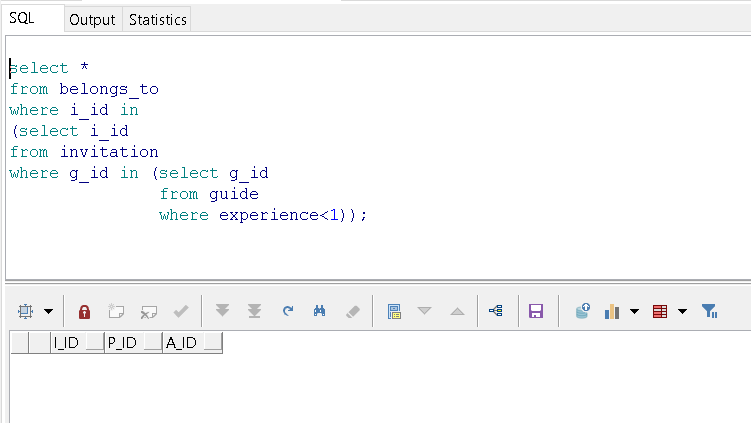 SQL Output Statistics
select *
from belongs_to
where i_id in
(select i_id
from invitation
where g_id in (select g_id
from guide
where experience<1));
I_ID P_ID A_ID